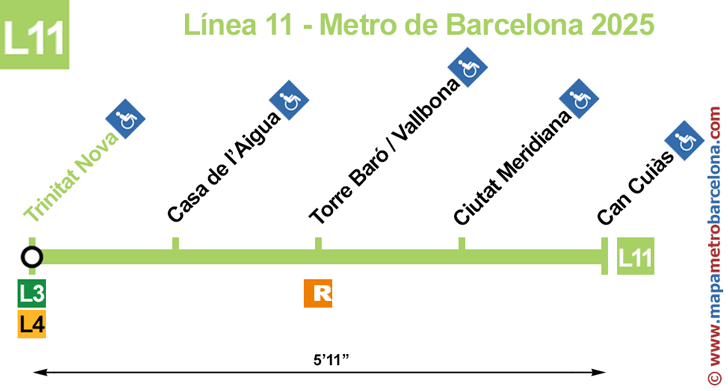 L11
Línea 11 - Metro de Barcelona 2025
Trinitat Nova
Casa de l'Aigua
Torre Baró / Vallbona
Ciutat Meridiana
Can Cuiàs
L11
L3
L4
R
5'11"
© www.mapametrobarcelona.com